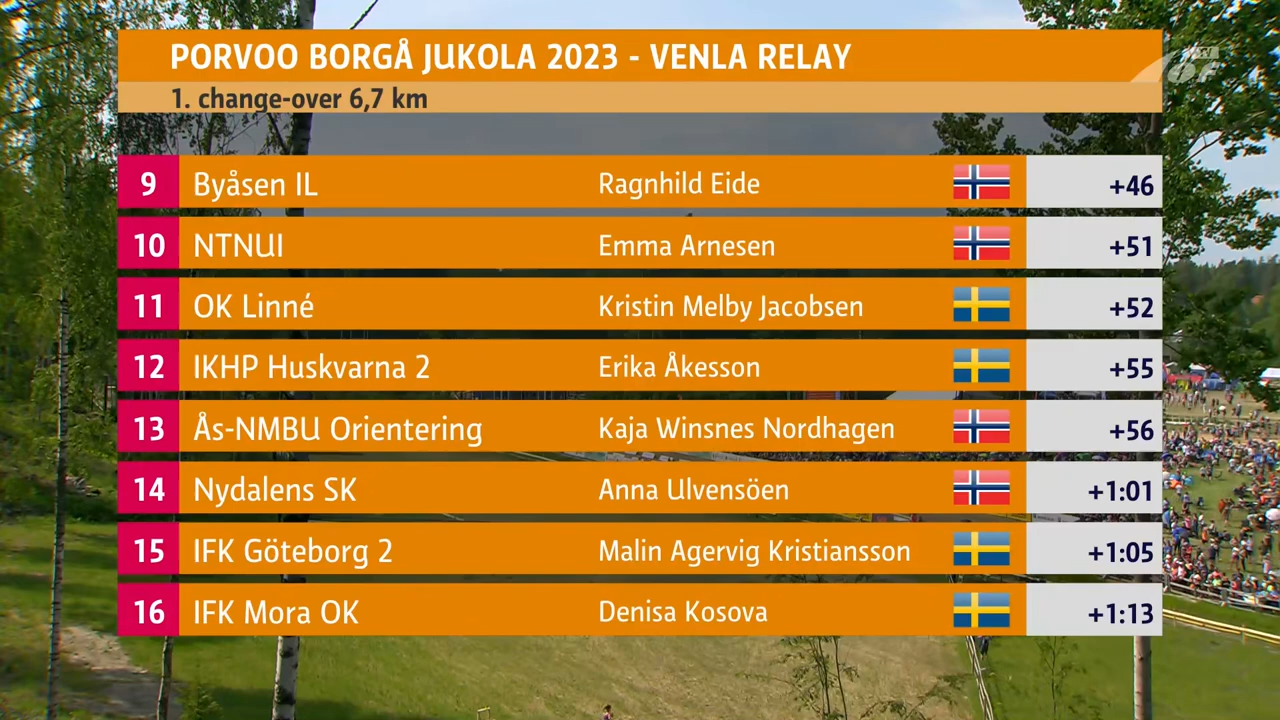 PORVOO BORGÅ JUKOLA 2023 - VENLA RELAY
1. change-over 6,7 km
9 Byåsen IL Ragnhild Eide +46
10 NTNUI Emma Arnesen +51
11 OK Linné Kristin Melby Jacobsen +52
12 IKHP Huskvarna 2 Erika Åkesson +55
13 Ås-NMBU Orientering Kaja Winsnes Nordhagen +56
14 Nydalens SK Anna Ulvensöen +1:01
15 IFK Göteborg 2 Malin Agervig Kristiansson +1:05
16 IFK Mora OK Denisa Kosova +1:13